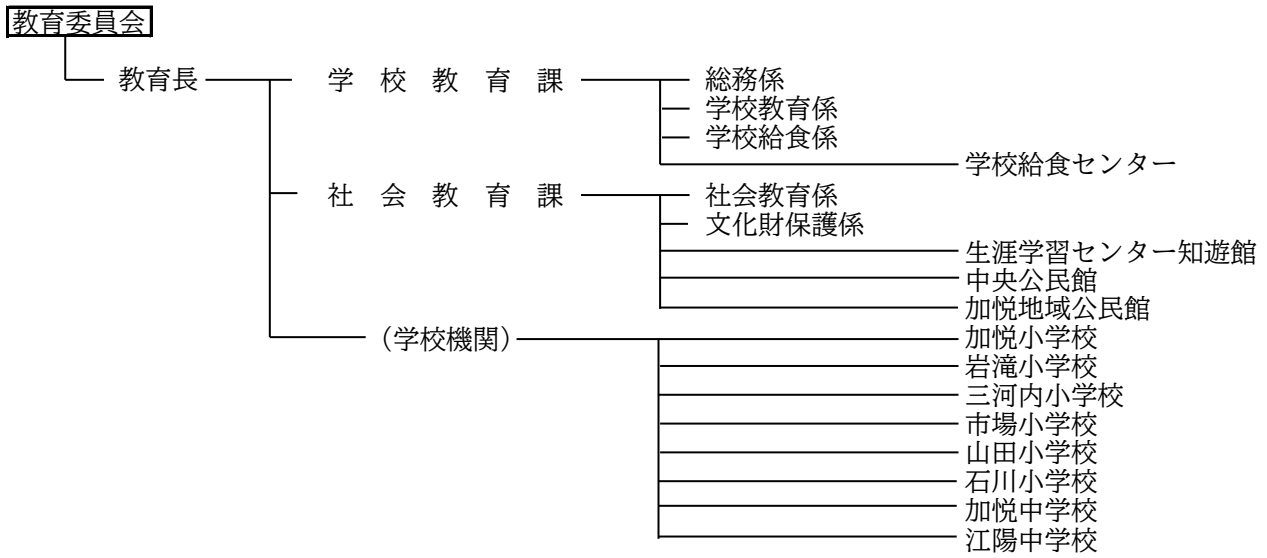 教育委員会
教育長 学校教育課 総務係
学校教育係
学校給食係
学校給食センター
社会教育課 社会教育係
文化財保護係
生涯学習センター知遊館
中央公民館
加悦地域公民館
（学校機関） 加悦小学校
岩滝小学校
三河内小学校
市場小学校
山田小学校
石川小学校
加悦中学校
江陽中学校